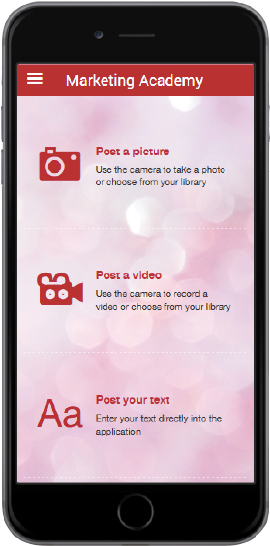 Marketing Academy
Post a picture
Use the camera to take a photo
or choose from your library
Post a video
Use the camera to record a
video or choose from your library
Aa
Post your text
Enter your text directly into the
application